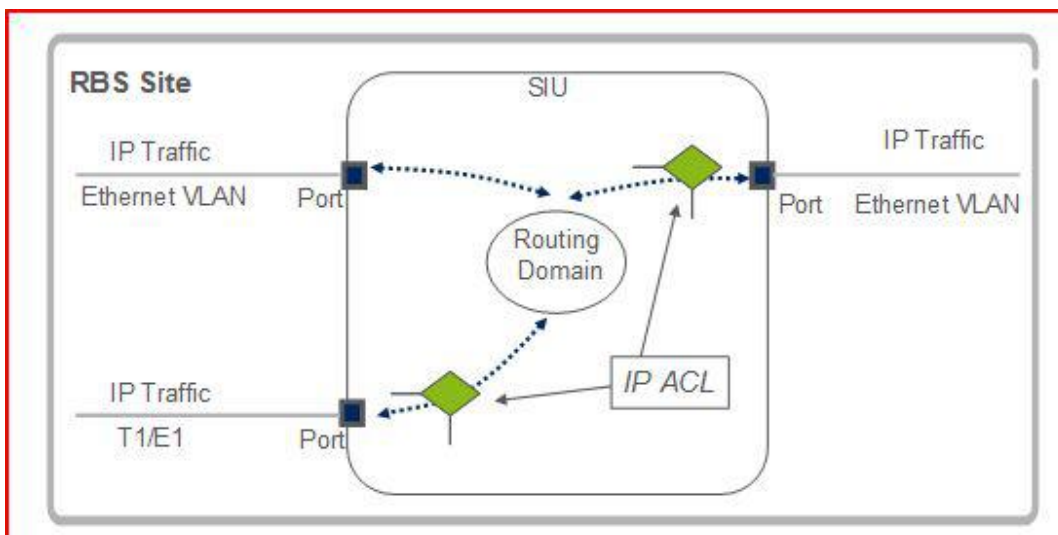 RBS Site
SIU
IP Traffic
Ethernet VLAN
Port
IP Traffic
Port
Ethernet VLAN
Routing
Domain
IP ACL
IP Traffic
T1/E1
Port